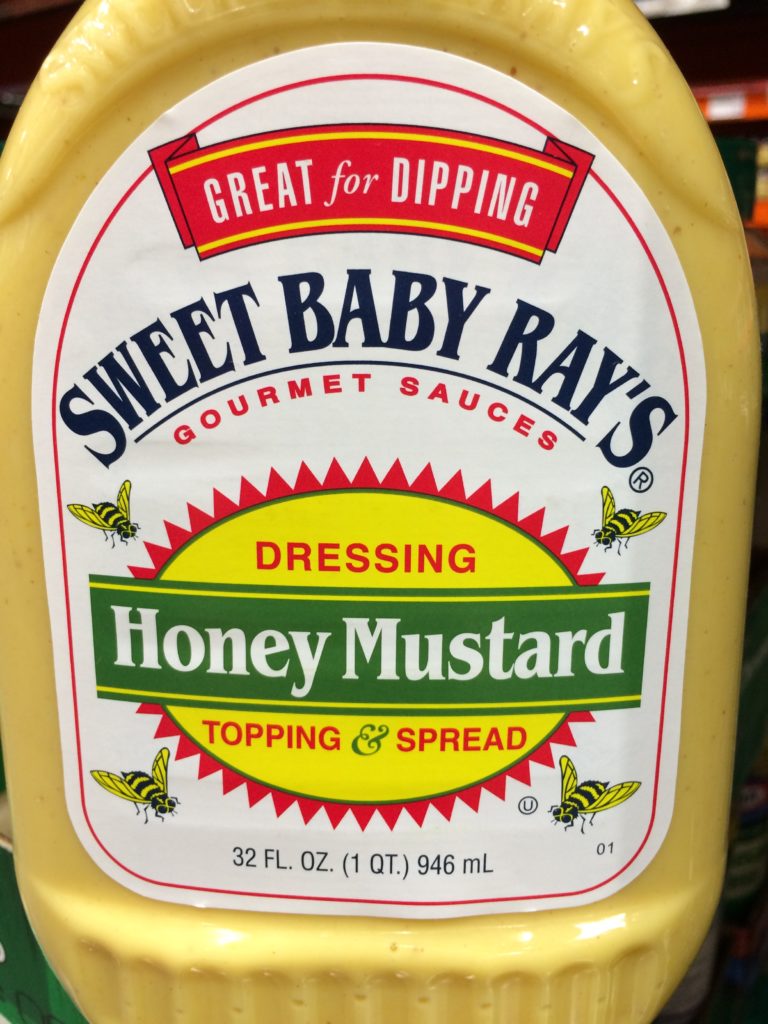 GREAT for DIPPING
SWEET BABY RAY'S
®
GOURMET SAUCES
DRESSING
Honey Mustard
TOPPING & SPREAD
U
32 FL. OZ. (1 QT.) 946 mL
01